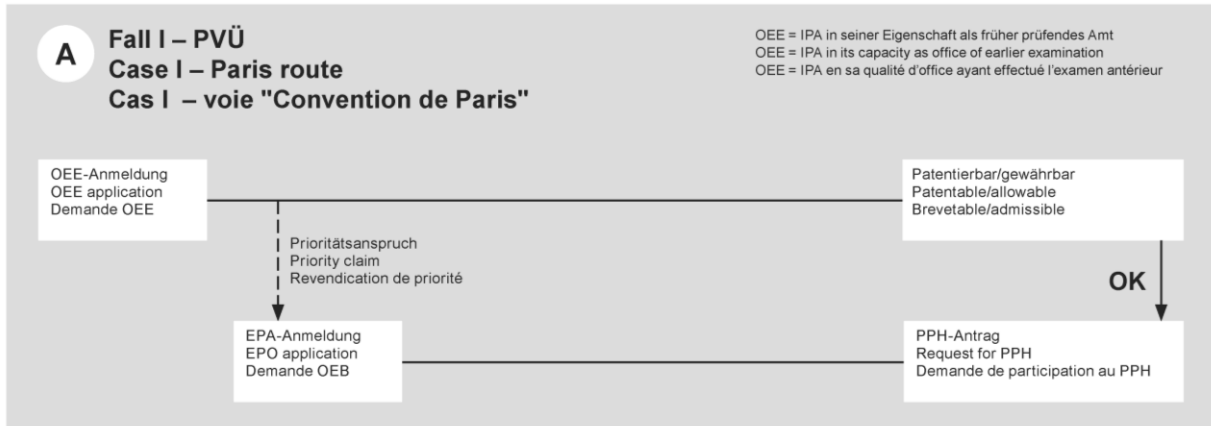 A
Fall I – PVÜ
Case I – Paris route
Cas I – voie "Convention de Paris"
OEE = IPA in seiner Eigenschaft als früher prüfendes Amt
OEE = IPA in its capacity as office of earlier examination
OEE = IPA en sa qualité d'office ayant effectué l'examen antérieur
OEE-Anmeldung
OEE application
Demande OEE
Patentierbar/gewährbar
Patentable/allowable
Brevetable/admissible
Prioritätsanspruch
Priority claim
Revendication de priorité
OK
EPA-Anmeldung
EPO application
Demande OEB
PPH-Antrag
Request for PPH
Demande de participation au PPH